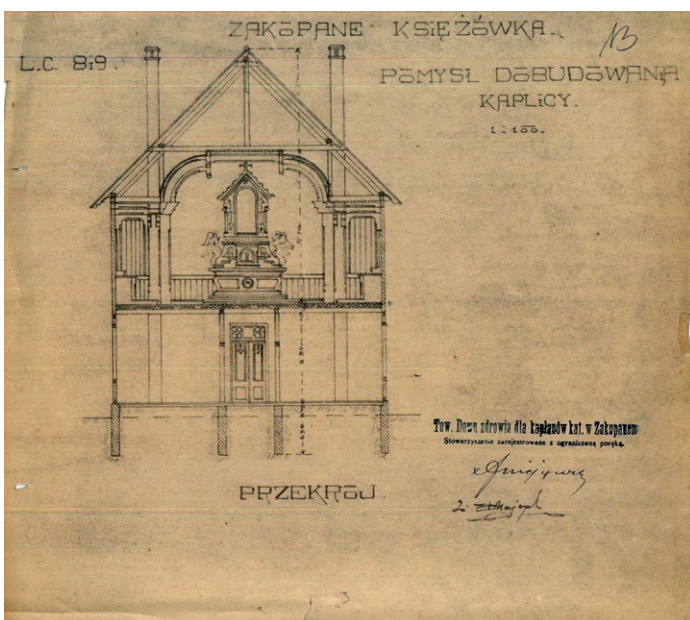 ZAKOPANE KSIĘŻÓWKA.
13
L.C. 819.
POMYSŁ DOBUDOWANIA
KAPLICY.
1:100.
Tow. Domu zdrowia dla kapłanów kat. w Zakopanem
Stowarzyszenie zarejestrowane z ograniczoną poręką.
PRZEKRÓJ.